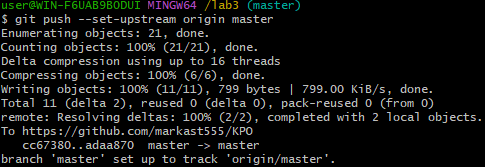 user@WIN-F6UAB9BODUI MINGW64 /lab3 (master)
$ git push --set-upstream origin master
Enumerating objects: 21, done.
Counting objects: 100% (21/21), done.
Delta compression using up to 16 threads
Compressing objects: 100% (6/6), done.
Writing objects: 100% (11/11), 799 bytes | 799.00 KiB/s, done.
Total 11 (delta 2), reused 0 (delta 0), pack-reused 0 (from 0)
remote: Resolving deltas: 100% (2/2), completed with 2 local objects.
To https://github.com/markast555/KPO
   cc67380..adaa870  master -> master
branch 'master' set up to track 'origin/master'.